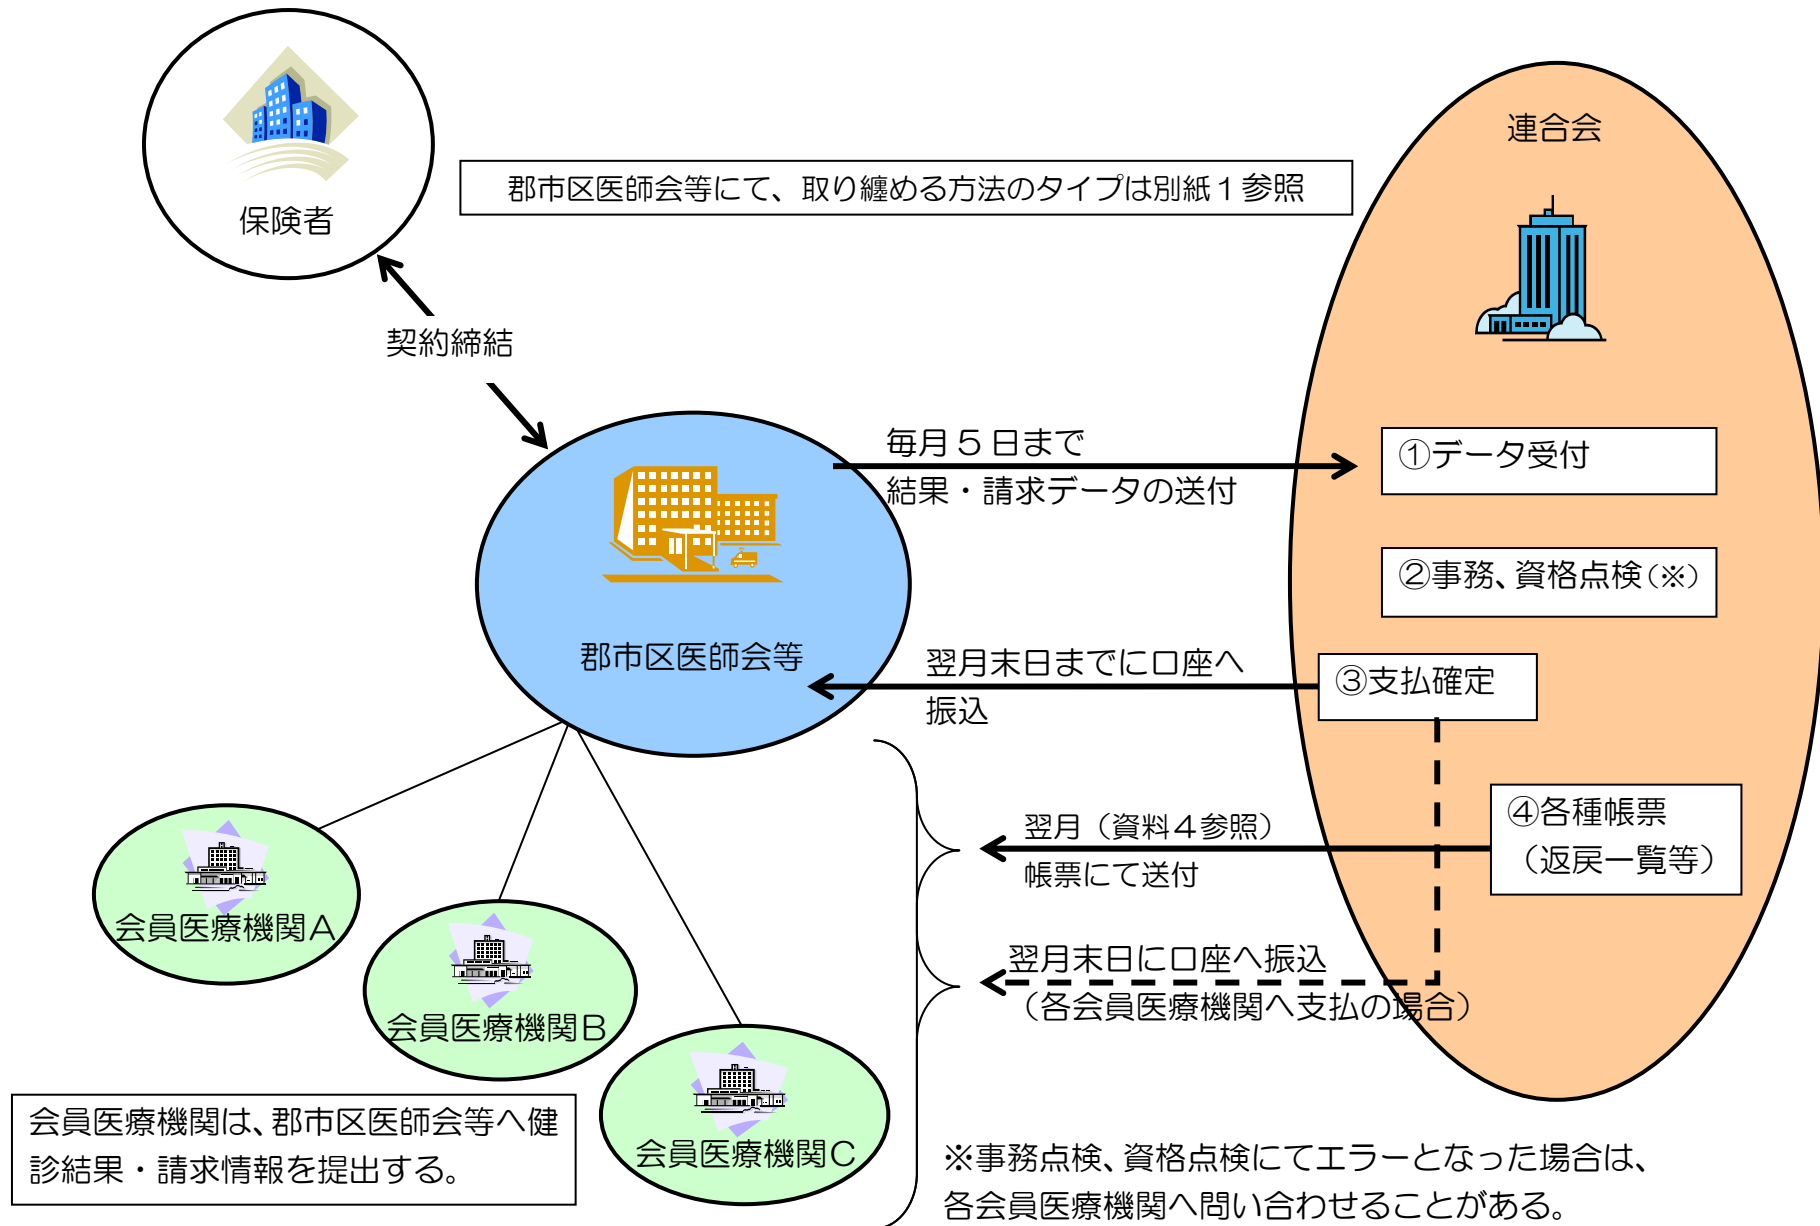 連合会
郡市区医師会等にて、取り纏める方法のタイプは別紙1参照
保険者
契約締結
毎月5日まで
結果・請求データの送付
①データ受付
②事務、資格点検(※)
郡市区医師会等
翌月末日までに口座へ
振込
③支払確定
翌月(資料4参照)
帳票にて送付
④各種帳票
(返戻一覧等)
会員医療機関A
会員医療機関B
会員医療機関C
翌月末日に口座へ振込
(各会員医療機関へ支払の場合)
会員医療機関は、郡市区医師会等へ健
診結果・請求情報を提出する。
※事務点検、資格点検にてエラーとなった場合は、
各会員医療機関へ問い合わせることがある。